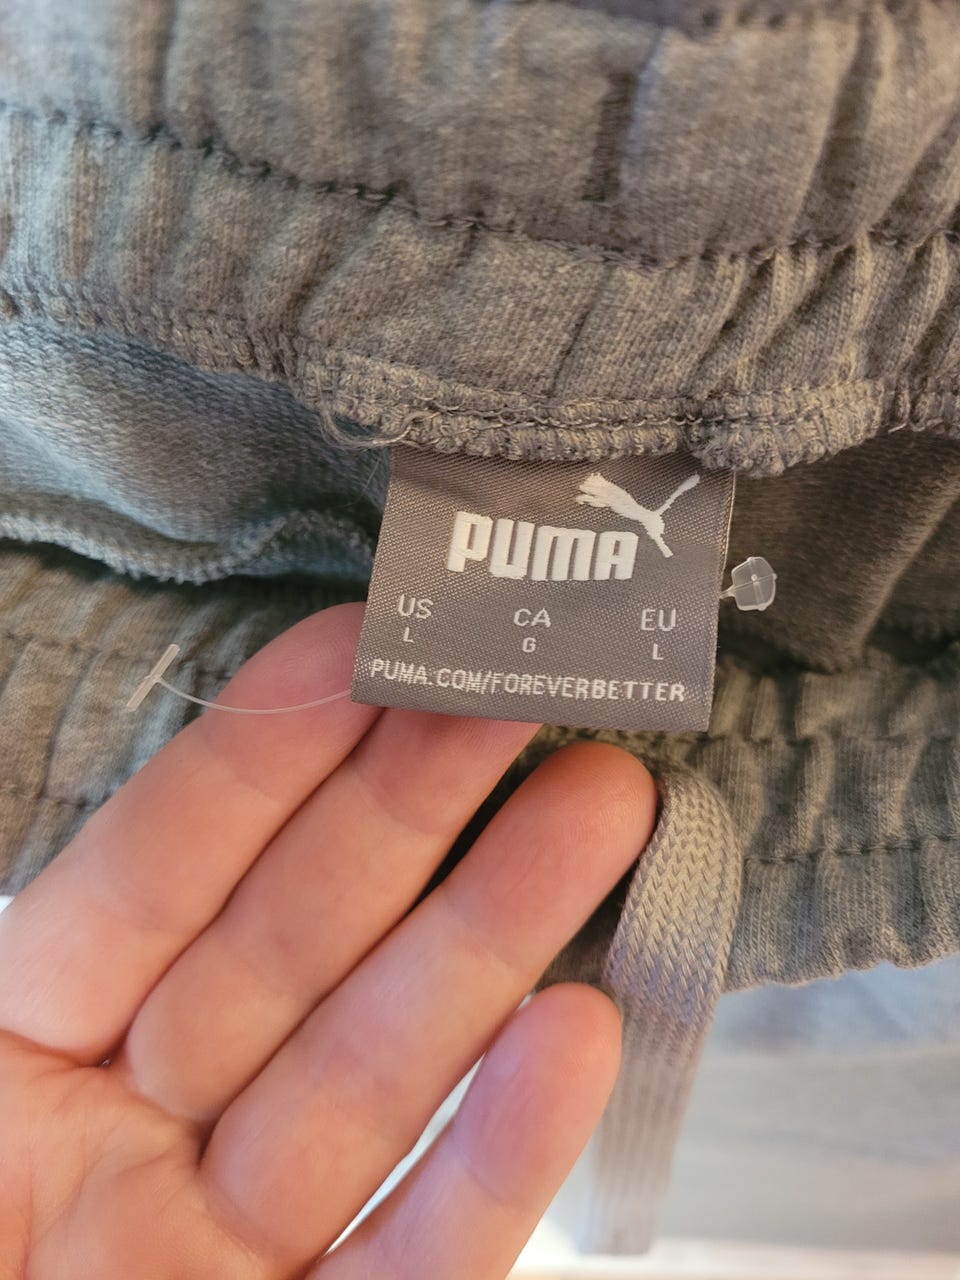 PUMA
US CA EU
L G L
PUMA.COM/FOREVERBETTER